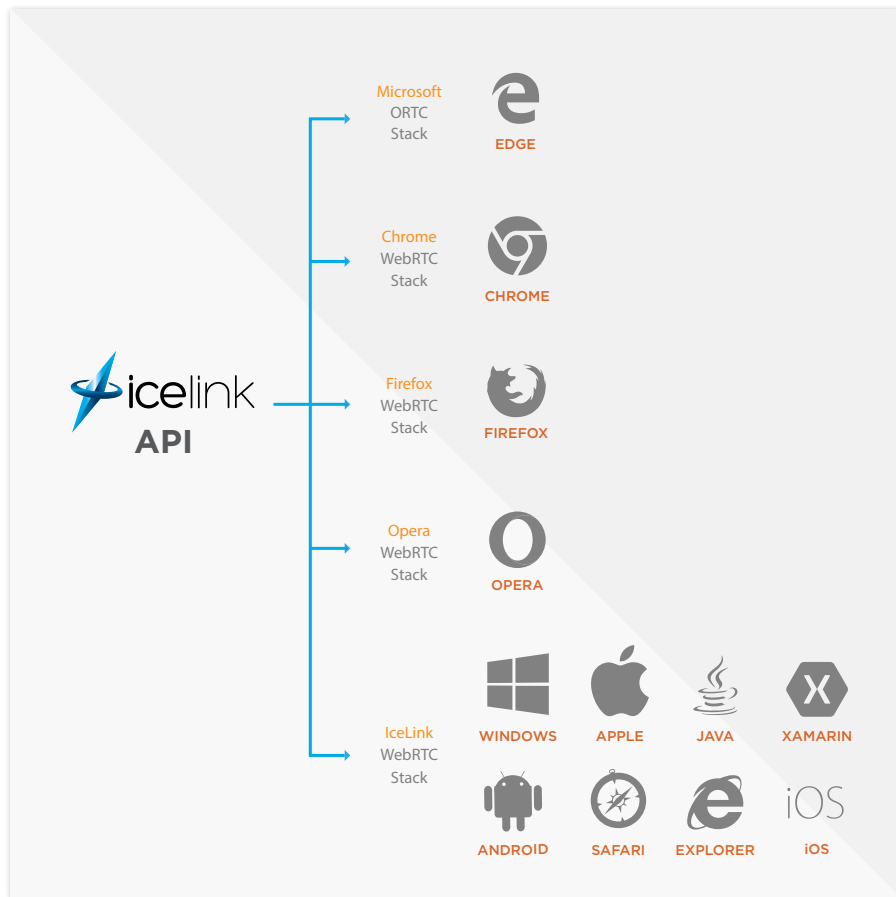 Microsoft
ORTC
Stack
EDGE
Chrome
WebRTC
Stack
CHROME
icelink
API
Firefox
WebRTC
Stack
FIREFOX
Opera
WebRTC
Stack
OPERA
IceLink
WebRTC
Stack
WINDOWS APPLE JAVA XAMARIN
iOS
ANDROID SAFARI EXPLORER iOS